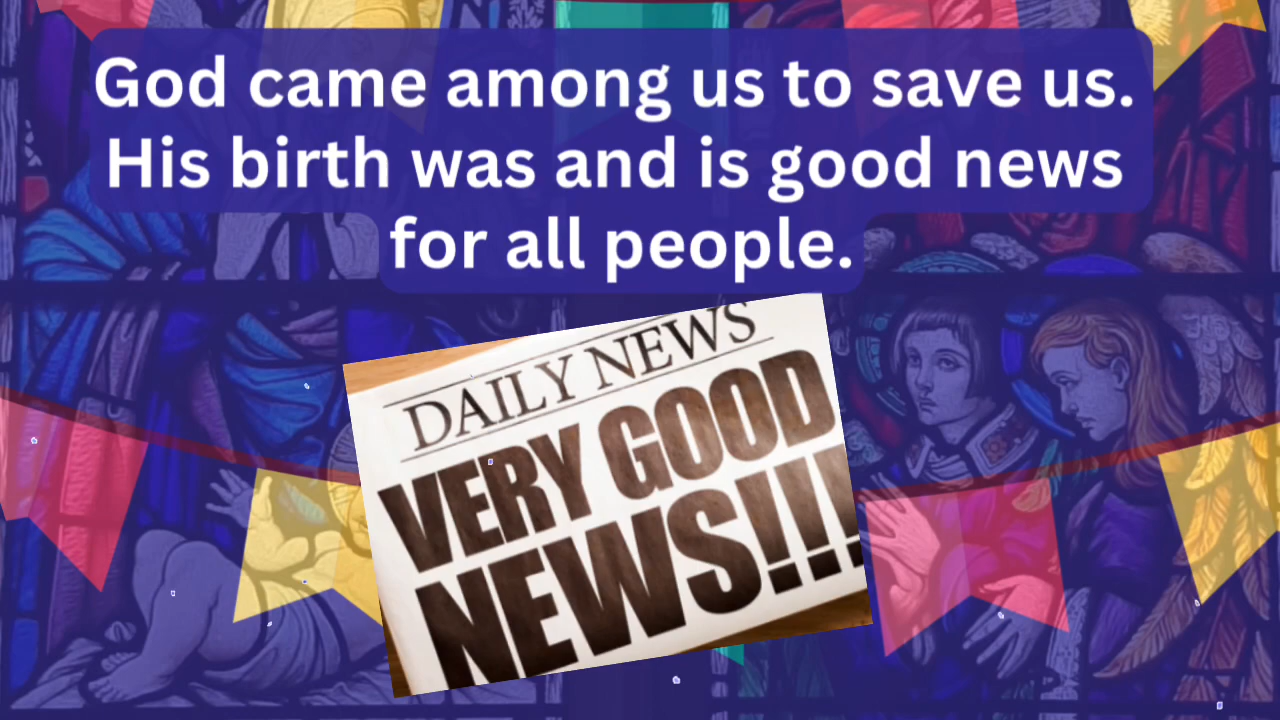 God came among us to save us.
His birth was and is good news
for all people.
DAILY NEWS
VERY GOOD
NEWS!!!